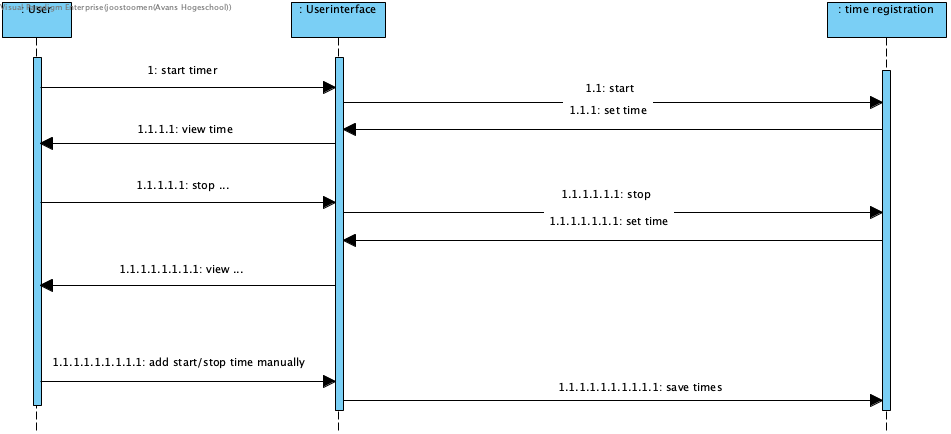 Visual Paradigm Enterprise(joostoomen(Avans Hogeschool))
: User
: Userinterface
: time registration
1: start timer
1.1: start
1.1.1: set time
1.1.1.1: view time
1.1.1.1.1: stop ...
1.1.1.1.1.1: stop
1.1.1.1.1.1.1: set time
1.1.1.1.1.1.1.1: view ...
1.1.1.1.1.1.1.1.1: add start/stop time manually
1.1.1.1.1.1.1.1.1.1: save times